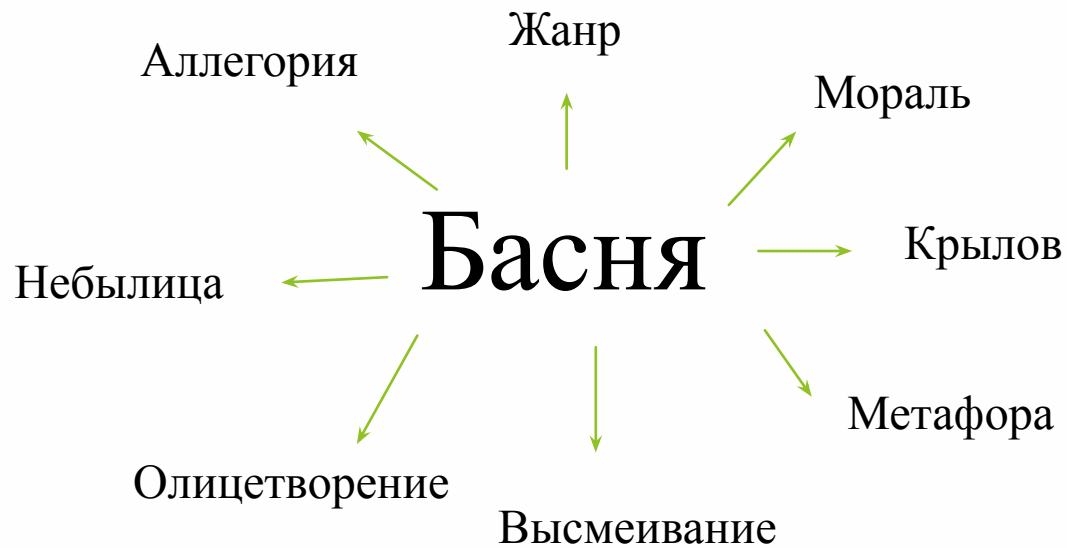 Жанр
Аллегория
Мораль
Басня
Крылов
Небылица
Метафора
Олицетворение
Высмеивание